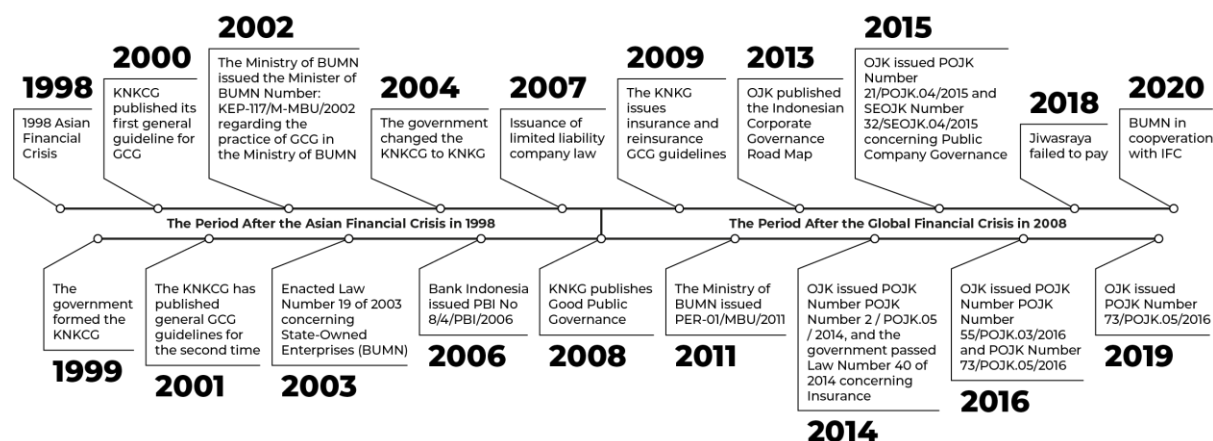 1998
1998 Asian
Financial
Crisis
2000
KNKCG
published its
first general
guideline for
GCG
2002
The Ministry of BUMN
issued the Minister of
BUMN Number:
KEP-117/M-MBU/2002
regarding the
practice of GCG in
the Ministry of BUMN
2004
The government
changed the
KNKCG to KNKG
2007
Issuance of
limited liability
company law
2009
The KNKG
issues
insurance and
reinsurance
GCG guidelines
2013
OJK published
the Indonesian
Corporate
Governance
Road Map
2015
OJK issued POJK
Number
21/POJK.04/2015 and
SEOJK Number
32/SEOJK.04/2015
concerning Public
Company Governance
2018
Jiwasraya
failed to pay
2020
BUMN in
coopveration
with IFC
The Period After the Asian Financial Crisis in 1998
The Period After the Global Financial Crisis in 2008
The
government
formed the
KNKCG
1999
The KNKCG has
published
general GCG
guidelines for
the second time
2001
Enacted Law
Number 19 of 2003
concerning
State-Owned
Enterprises (BUMN)
2003
Bank Indonesia
issued PBI No
8/4/PBI/2006
2006
KNKG publishes
Good Public
Governance
2008
The Ministry of
BUMN issued
PER-01/MBU/2011
2011
OJK issued POJK
Number POJK
Number 2 / POJK.05
/ 2014, and the
government passed
Law Number 40 of
2014 concerning
Insurance
2014
OJK issued POJK
Number POJK
Number
55/POJK.03/2016
and POJK Number
73/POJK.05/2016
2016
OJK issued
POJK Number
73/POJK.05/2016
2019